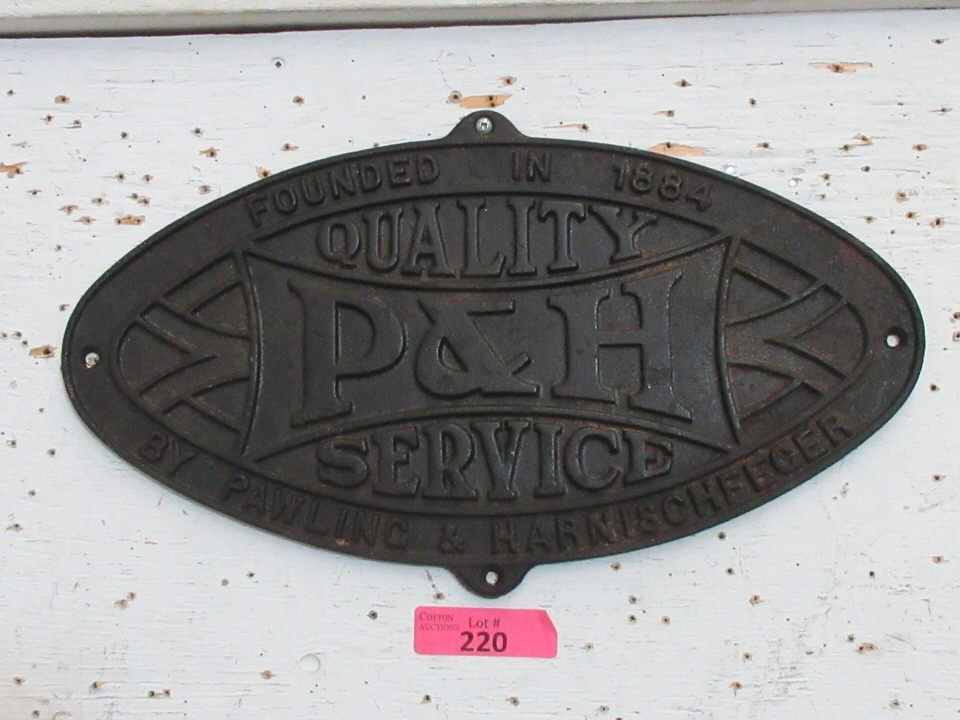 FOUNDED IN 1884
QUALITY
P&H
SERVICE
BY PAWLING & HARNISCHFEGER
COTTON
AUCTIONS
Lot #
220